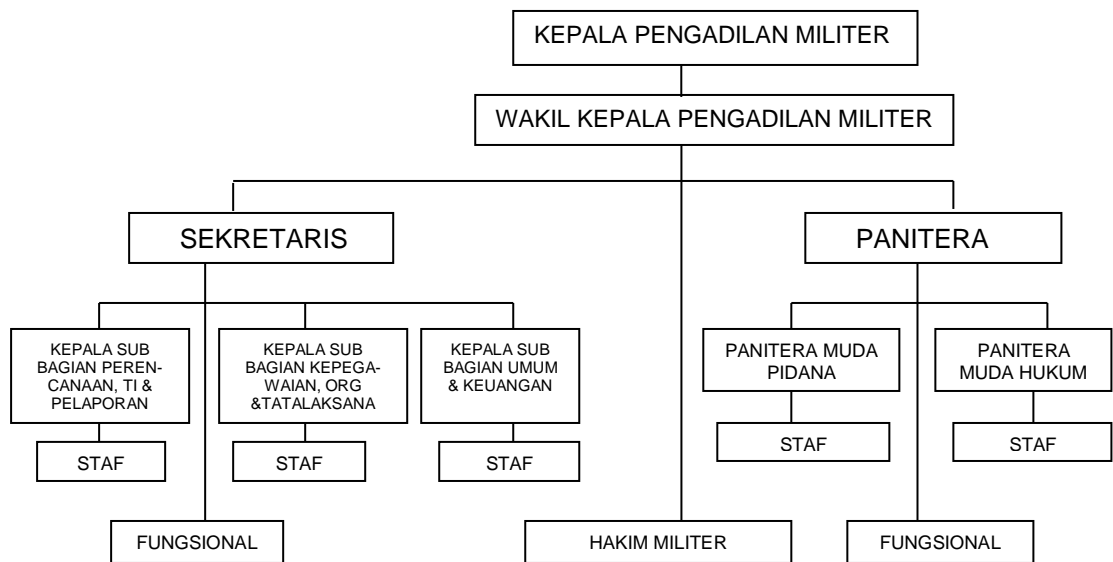 KEPALA PENGADILAN MILITER
WAKIL KEPALA PENGADILAN MILITER
SEKRETARIS
PANITERA
KEPALA SUB
BAGIAN PEREN-
CANAAN, TI &
PELAPORAN
KEPALA SUB
BAGIAN KEPEGA-
WAIAN, ORG
&TATALAKSANA
KEPALA SUB
BAGIAN UMUM
& KEUANGAN
PANITERA MUDA
PIDANA
PANITERA
MUDA HUKUM
STAF
STAF
STAF
STAF
STAF
FUNGSIONAL
HAKIM MILITER
FUNGSIONAL